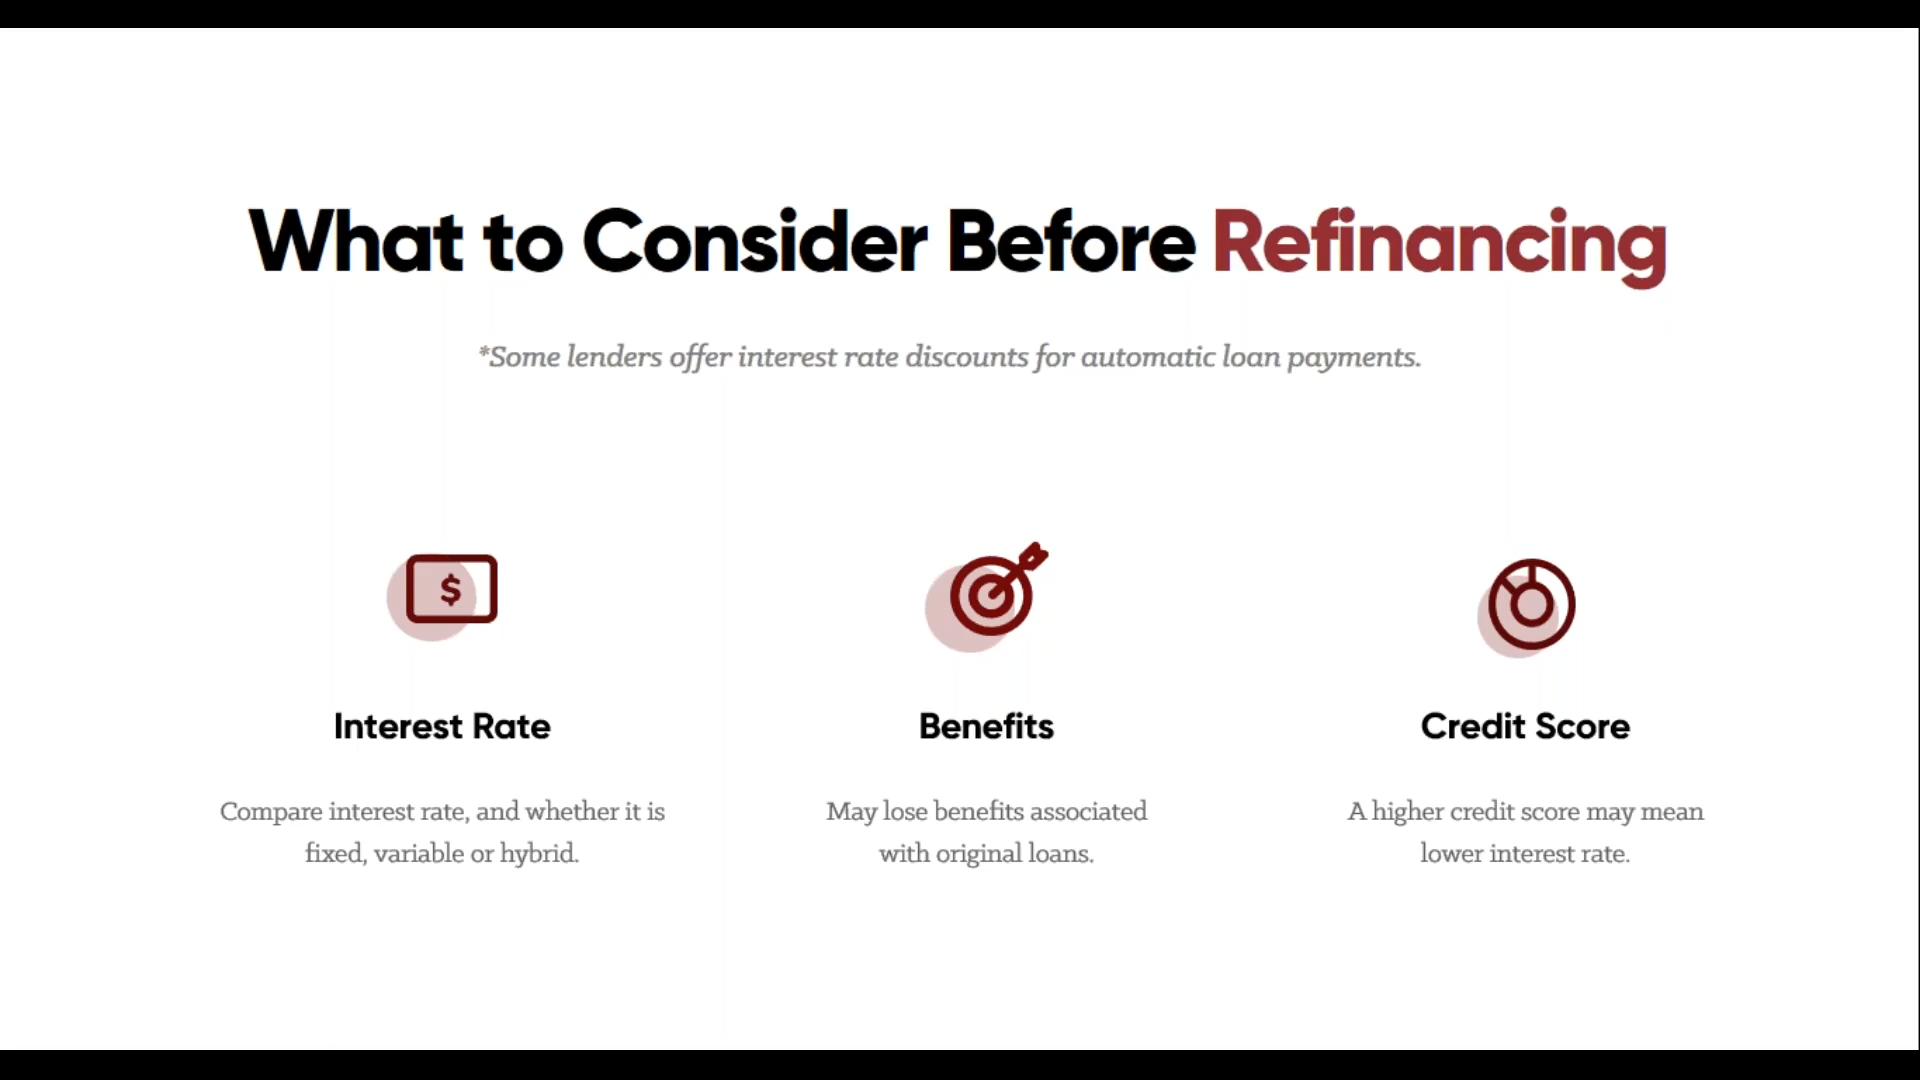 What to Consider Before Refinancing
*Some lenders offer interest rate discounts for automatic loan payments.
$
Interest Rate
Compare interest rate, and whether it is
fixed, variable or hybrid.
Benefits
May lose benefits associated
with original loans.
Credit Score
A higher credit score may mean
lower interest rate.